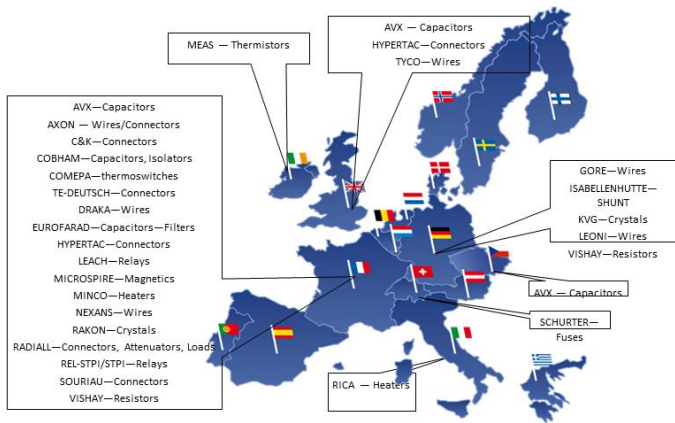 MEAS — Thermistors
AVX — Capacitors
HYPERTAC—Connectors
TYCO—Wires
AVX—Capacitors
AXON — Wires/Connectors
C&K—Connectors
COBHAM—Capacitors, Isolators
COMEPA—thermoswitches
TE-DEUTSCH—Connectors
DRAKA—Wires
EUROFARAD—Capacitors—Filters
HYPERTAC—Connectors
LEACH—Relays
MICROSPIRE—Magnetics
MINCO—Heaters
NEXANS—Wires
RAKON—Crystals
RADIALL—Connectors, Attenuators, Loads
REL-STPI/STPI—Relays
SOURIAU—Connectors
VISHAY—Resistors
GORE—Wires
ISABELLENHUTTE—
SHUNT
KVG—Crystals
LEONI—Wires
VISHAY—Resistors
AVX — Capacitors
SCHURTER—
Fuses
RICA — Heaters